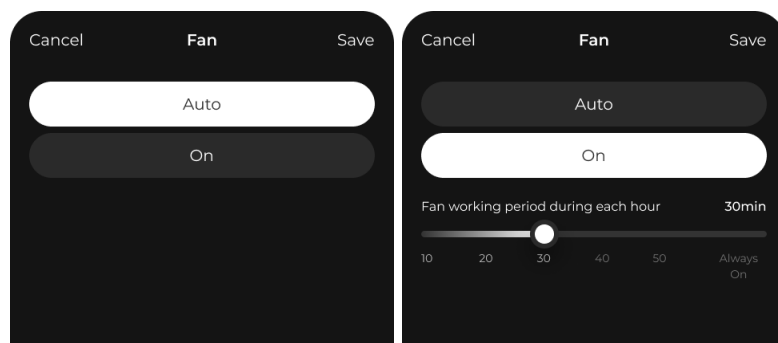 Cancel Fan Save
Auto
On
Cancel Fan Save
Auto
On
Fan working period during each hour 30min
10 20 30 40 50 Always
On